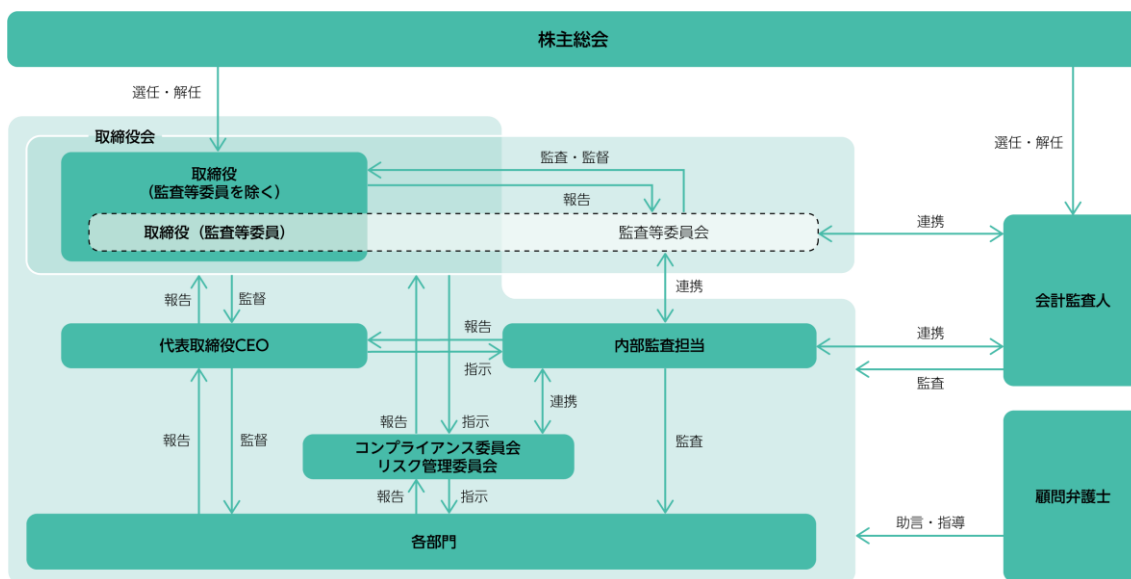 株主総会
選任・解任
選任・解任
取締役会
取締役
(監査等委員を除く)
監査・監督
報告
取締役(監査等委員)
監査等委員会
連携
会計監査人
報告
監督
連携
代表取締役CEO
報告
指示
内部監査担当
連携
監査
報告
監督
報告
指示
連携
監査
コンプライアンス委員会
リスク管理委員会
報告
指示
顧問弁護士
助言・指導
各部門